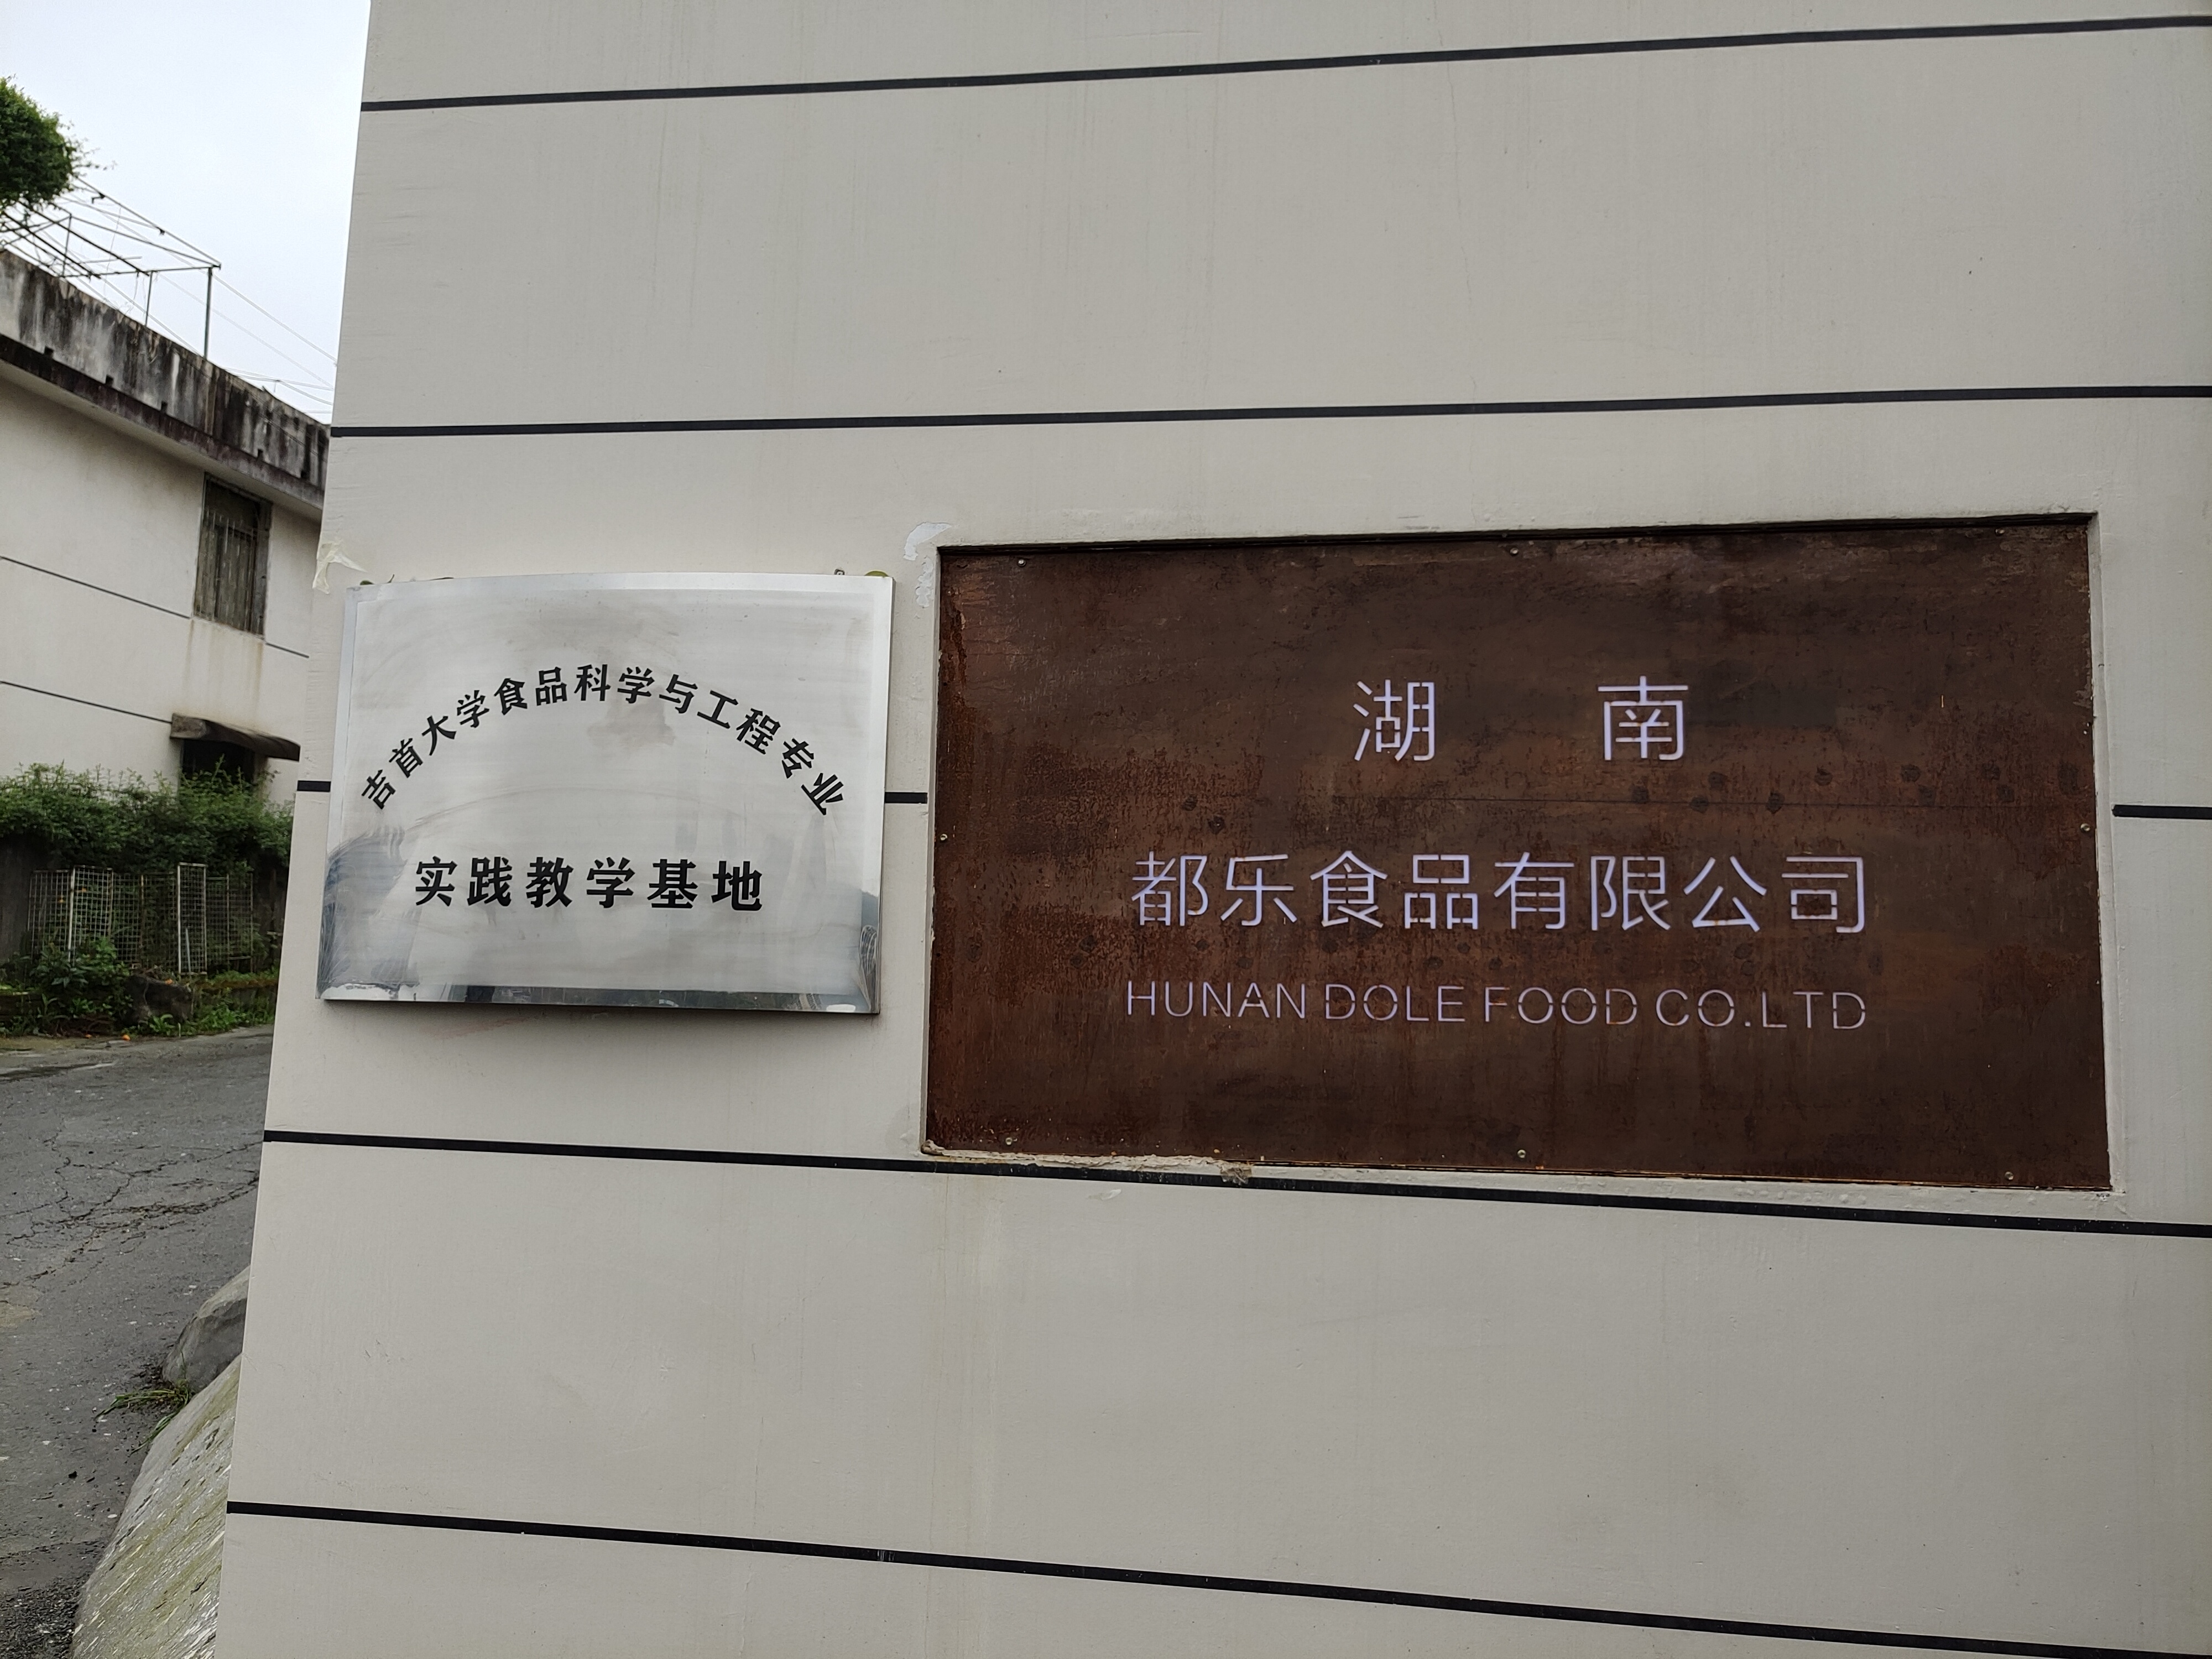 吉首大学食品科学与工程专业
实践教学基地
湖南
都乐食品有限公司
HUNAN DOLE FOOD CO.LTD